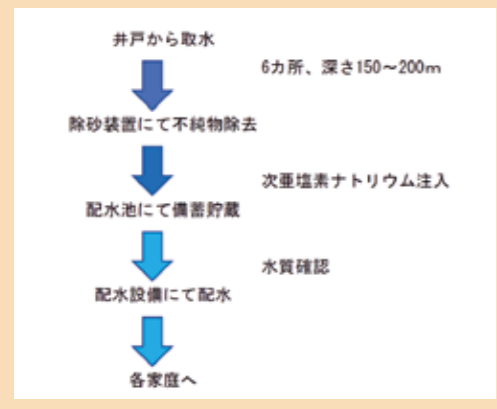 井戸から取水
6カ所、深さ150～200m
除砂装置にて不純物除去
次亜塩素ナトリウム注入
配水池にて備蓄貯蔵
水質確認
配水設備にて配水
各家庭へ